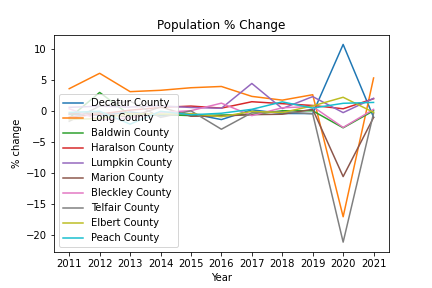 Population % Change
% change
10
5
0
−5
−10
−15
−20
Decatur County
Long County
Baldwin County
Haralson County
Lumpkin County
Marion County
Bleckley County
Telfair County
Elbert County
Peach County
2011 2012 2013 2014 2015 2016 2017 2018 2019 2020 2021
Year